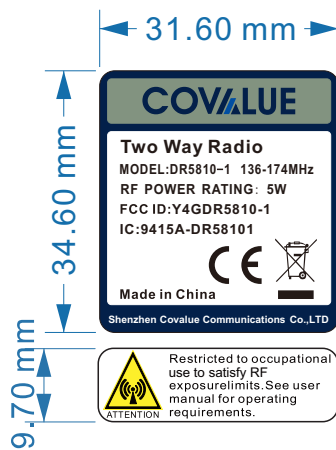 31.60 mm
34.60 mm
COVALUE
Two Way Radio
MODEL:DR5810-1 136-174MHz
RF POWER RATING: 5W
FCC ID:Y4GDR5810-1
IC:9415A-DR58101
CE
Made in China
Shenzhen Covalue Communications Co.,LTD
9.70 mm
ATTENTION
Restricted to occupational
use to satisfy RF
exposurelimits.See user
manual for operating
requirements.